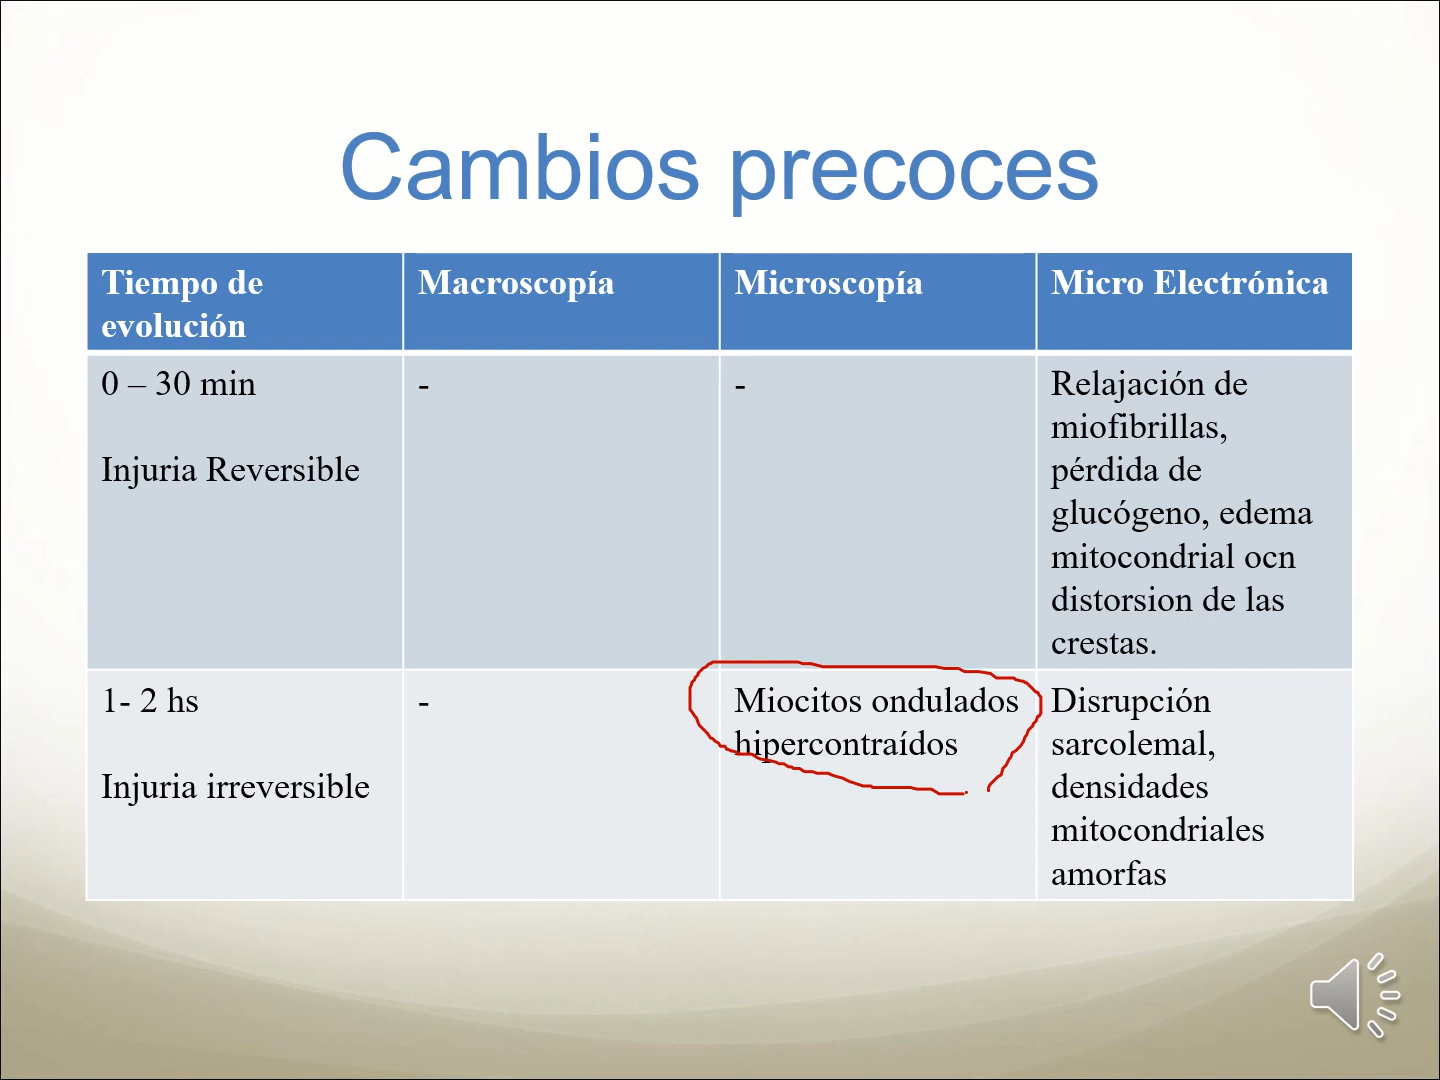 Cambios precoces
Tiempo de
evolución
Macroscopía
Microscopía
Micro Electrónica
0 – 30 min
Injuria Reversible
-
-
Relajación de
miofibrillas,
pérdida de
glucógeno, edema
mitocondrial ocn
distorsion de las
crestas.
1- 2 hs
Injuria irreversible
-
Miocitos ondulados
hipercontraídos
Disrupción
sarcolemal,
densidades
mitocondriales
amorfas